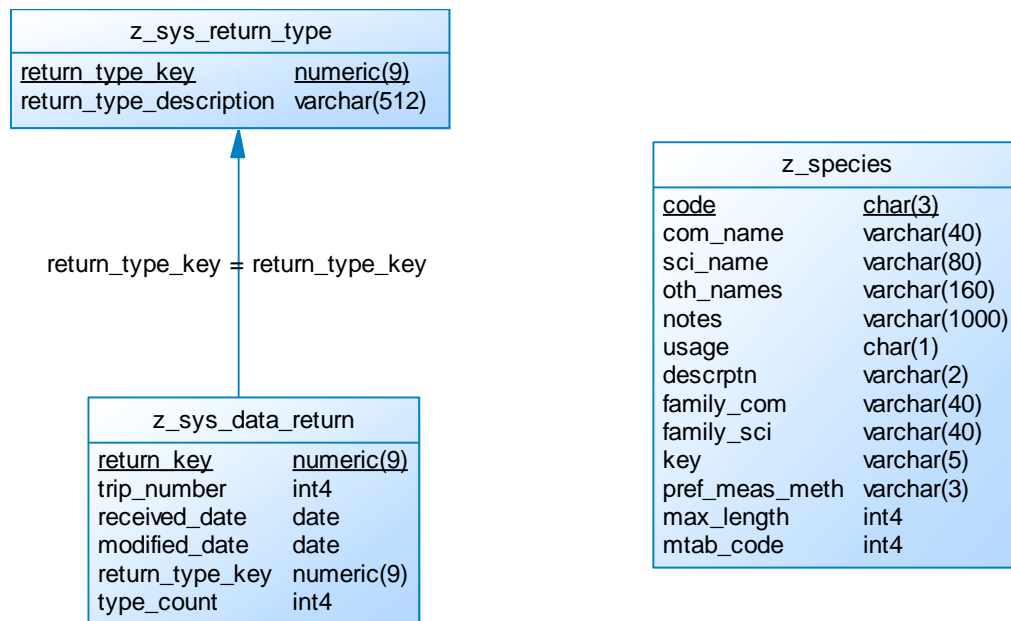 z_sys_return_type
return_type_key numeric(9)
return_type_description varchar(512)
return_type_key = return_type_key
z_sys_data_return
return_key numeric(9)
trip_number int4
received_date date
modified_date date
return_type_key numeric(9)
type_count int4
z_species
code char(3)
com_name varchar(40)
sci_name varchar(80)
oth_names varchar(160)
notes varchar(1000)
usage char(1)
descrptn varchar(2)
family_com varchar(40)
family_sci varchar(40)
key varchar(5)
pref_meas_meth varchar(3)
max_length int4
mtab_code int4